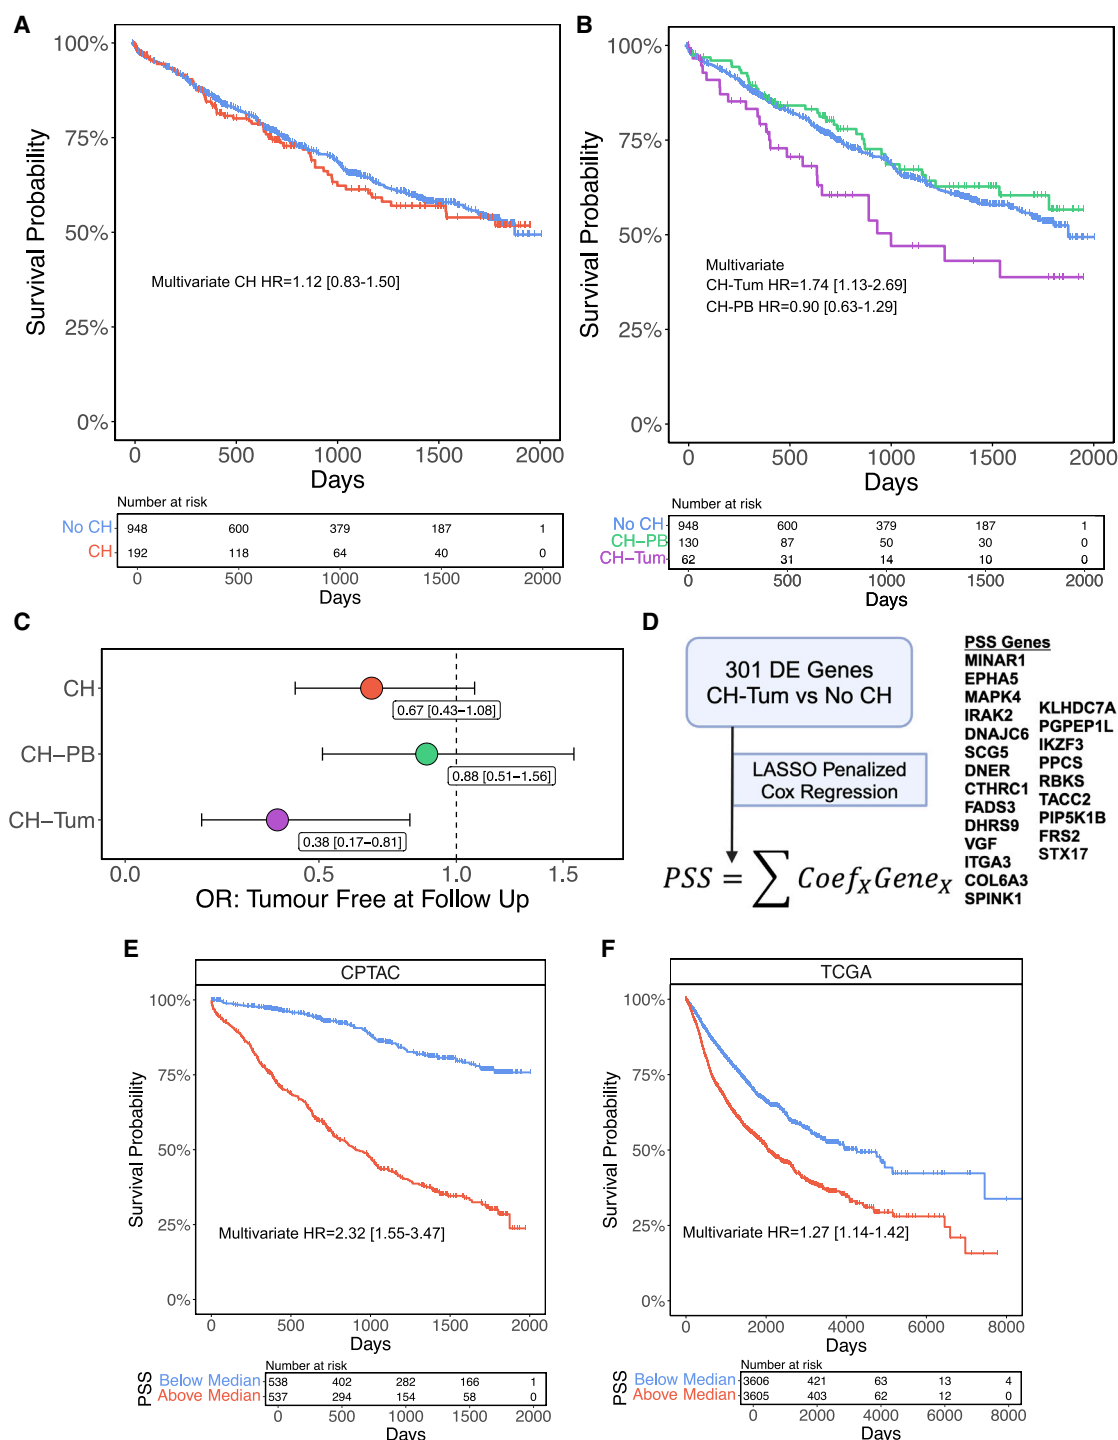 A
100%
75%
50%
25%
0%
Survival Probability
Multivariate CH HR=1.12 [0.83-1.50]
0 500 1000 1500 2000
Days
Number at risk
No CH 948 600 379 187 1
CH 192 118 64 40 0
0 500 1000 1500 2000
Days
B
100%
75%
50%
25%
0%
Survival Probability
Multivariate
CH-Tum HR=1.74 [1.13-2.69]
CH-PB HR=0.90 [0.63-1.29]
0 500 1000 1500 2000
Days
Number at risk
No CH 948 600 379 187 1
CH-PB 130 87 50 30 0
CH-Tum 62 31 14 10 0
0 500 1000 1500 2000
Days
C
CH
0.67 [0.43-1.08]
CH-PB
0.88 [0.51-1.56]
CH-Tum
0.38 [0.17-0.81]
0.0 0.5 1.0 1.5
OR: Tumour Free at Follow Up
D
301 DE Genes
CH-Tum vs No CH
LASSO Penalized
Cox Regression
PSS = ∑ Coef_X Gene_X
PSS Genes
MINAR1
EPHA5
MAPK4
IRAK2
DNAJC6
SCG5
DNER
CTHRC1
FADS3
DHRS9
VGF
ITGA3
COL6A3
SPINK1
KLHDC7A
PGPEP1L
IKZF3
PPCS
RBKS
TACC2
PIP5K1B
FRS2
STX17
E
CPTAC
100%
75%
50%
25%
0%
Survival Probability
Multivariate HR=2.32 [1.55-3.47]
0 500 1000 1500 2000
Days
Number at risk
PSS
Below Median 538 402 282 166 1
Above Median 537 294 154 58 0
0 500 1000 1500 2000
Days
F
TCGA
100%
75%
50%
25%
0%
Survival Probability
Multivariate HR=1.27 [1.14-1.42]
0 2000 4000 6000 8000
Days
Number at risk
PSS
Below Median 3606 421 63 13 4
Above Median 3605 403 62 12 0
0 2000 4000 6000 8000
Days